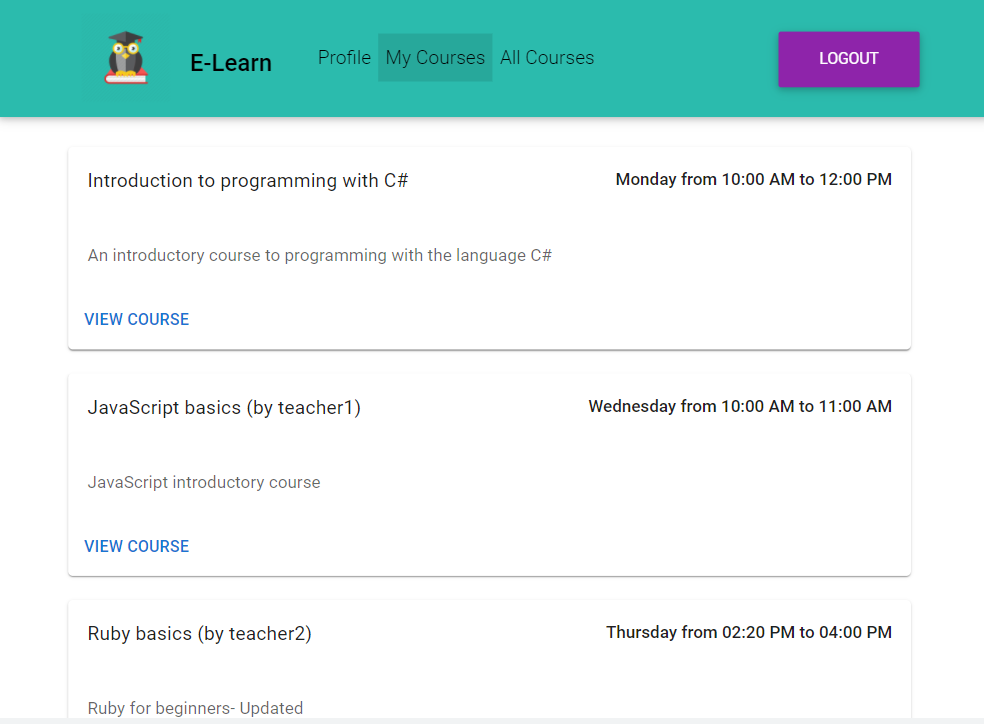 E-Learn Profile My Courses All Courses LOGOUT
Introduction to programming with C# Monday from 10:00 AM to 12:00 PM
An introductory course to programming with the language C#
VIEW COURSE
JavaScript basics (by teacher1) Wednesday from 10:00 AM to 11:00 AM
JavaScript introductory course
VIEW COURSE
Ruby basics (by teacher2) Thursday from 02:20 PM to 04:00 PM
Ruby for beginners- Updated